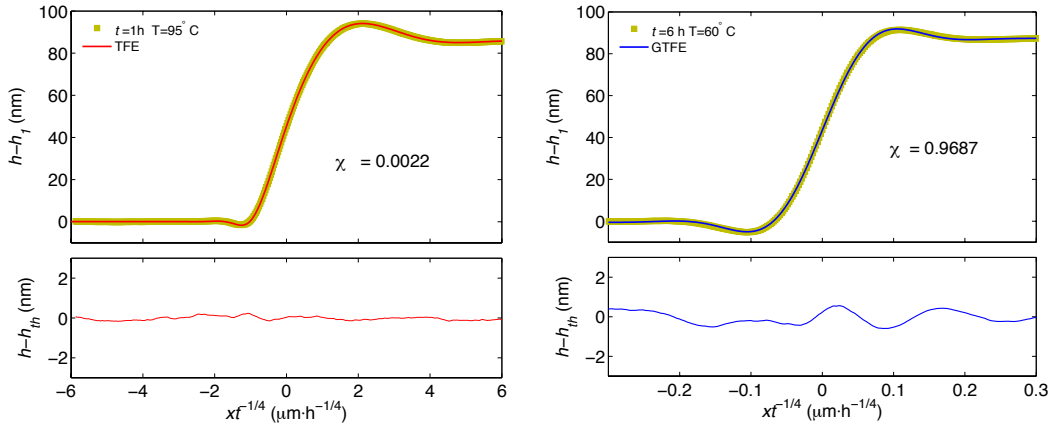 t =1h T=95° C
TFE
100
80
60
40
20
0
h−h₁ (nm)
χ = 0.0022
2
0
−2
h−hₜₕ (nm)
−6 −4 −2 0 2 4 6
xt⁻¹/⁴ (μm·h⁻¹/⁴)
t =6 h T=60° C
GTFE
100
80
60
40
20
0
h−h₁ (nm)
χ = 0.9687
2
0
−2
h−hₜₕ (nm)
−0.2 −0.1 0 0.1 0.2 0.3
xt⁻¹/⁴ (μm·h⁻¹/⁴)